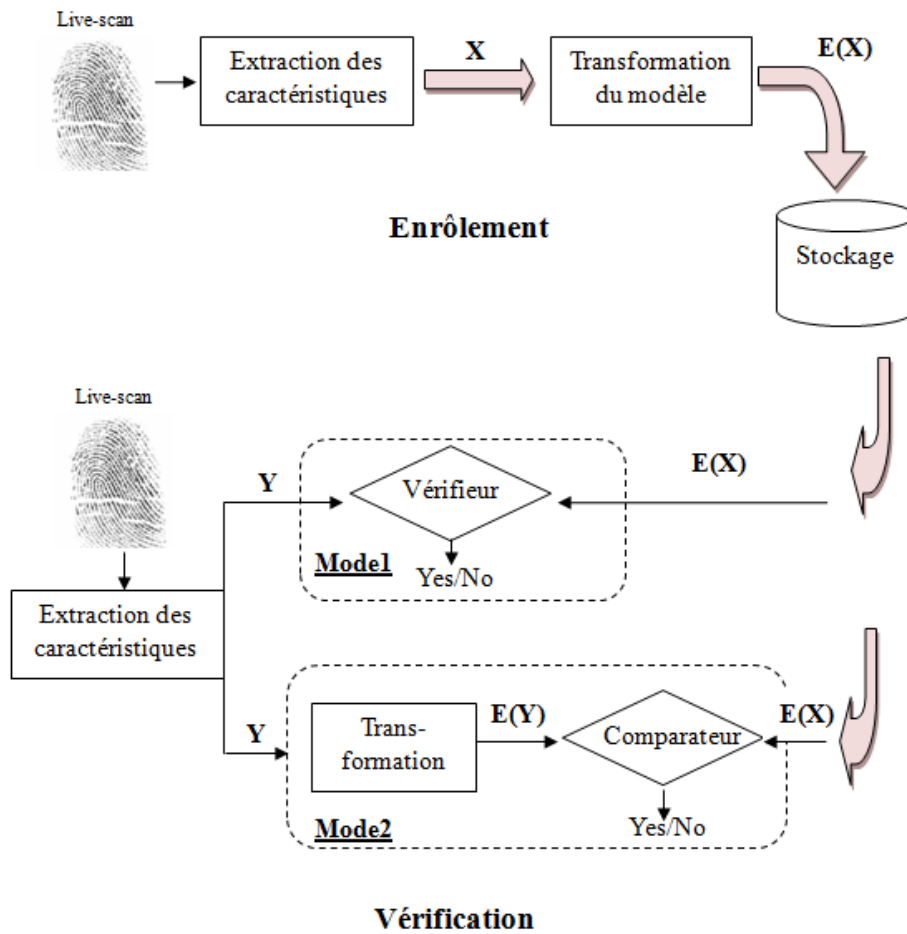 Live-scan
Extraction des
caractéristiques
X
Transformation
du modèle
E(X)
Enrôlement
Stockage
Live-scan
Extraction des
caractéristiques
Y
Vérifieur
E(X)
Mode1
Yes/No
Y
Trans-
formation
E(Y)
Comparateur
E(X)
Mode2
Yes/No
Vérification